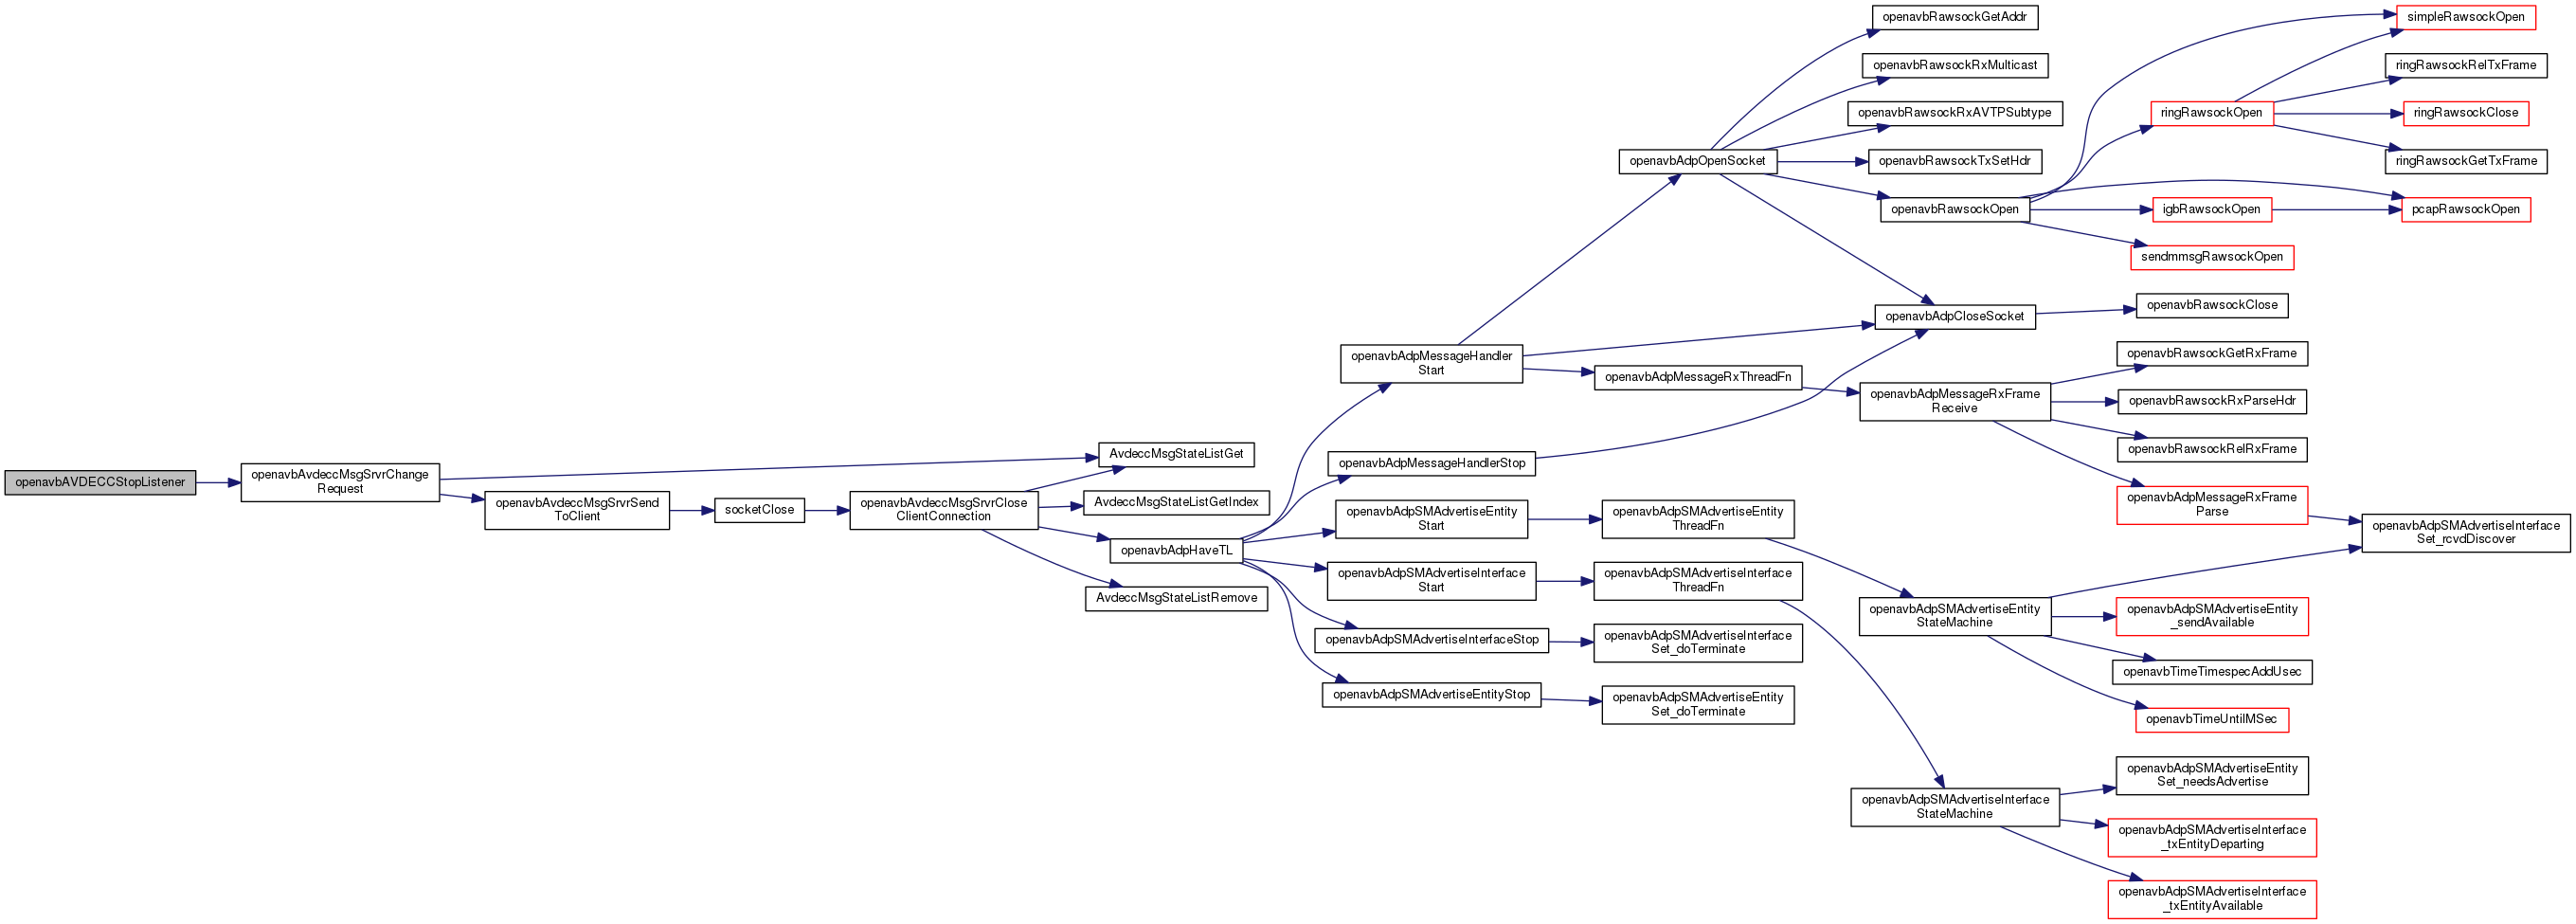 openavbAVDECCStopListener
openavbAvdeccMsgSrvrChange
Request
AvdeccMsgStateListGet
openavbAvdeccMsgSrvrSend
ToClient
socketClose
openavbAvdeccMsgSrvrClose
ClientConnection
AvdeccMsgStateListGetIndex
openavbAdpHaveTL
AvdeccMsgStateListRemove
openavbAdpMessageHandler
Start
openavbAdpMessageHandlerStop
openavbAdpSMAdvertiseEntity
Start
openavbAdpSMAdvertiseInterface
Start
openavbAdpSMAdvertiseInterfaceStop
openavbAdpSMAdvertiseEntityStop
openavbAdpOpenSocket
openavbAdpMessageRxThreadFn
openavbAdpSMAdvertiseEntity
ThreadFn
openavbAdpSMAdvertiseInterface
ThreadFn
openavbAdpSMAdvertiseInterface
Set_doTerminate
openavbAdpSMAdvertiseEntity
Set_doTerminate
openavbRawsockGetAddr
openavbRawsockRxMulticast
openavbRawsockRxAVTPSubtype
openavbRawsockTxSetHdr
openavbRawsockOpen
openavbAdpCloseSocket
openavbAdpMessageRxFrame
Receive
openavbAdpSMAdvertiseEntity
StateMachine
openavbAdpSMAdvertiseInterface
StateMachine
ringRawsockOpen
igbRawsockOpen
sendmmsgRawsockOpen
openavbRawsockClose
openavbRawsockGetRxFrame
openavbRawsockRxParseHdr
openavbRawsockRelRxFrame
openavbAdpMessageRxFrame
Parse
openavbAdpSMAdvertiseEntity
_sendAvailable
openavbTimeTimespecAddUsec
openavbTimeUntilMSec
openavbAdpSMAdvertiseEntity
Set_needsAdvertise
openavbAdpSMAdvertiseInterface
_txEntityDeparting
openavbAdpSMAdvertiseInterface
_txEntityAvailable
simpleRawsockOpen
ringRawsockRelTxFrame
ringRawsockClose
ringRawsockGetTxFrame
pcapRawsockOpen
openavbAdpSMAdvertiseInterface
Set_rcvdDiscover